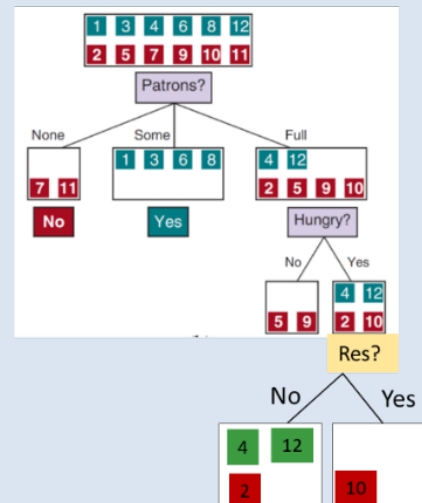 1 3 4 6 8 12
2 5 7 9 10 11
Patrons?
None Some Full
1 3 6 8 4 12
7 11 2 5 9 10
No Yes Hungry?
No Yes
4 12
5 9 2 10
Res?
No Yes
4 12
2 10